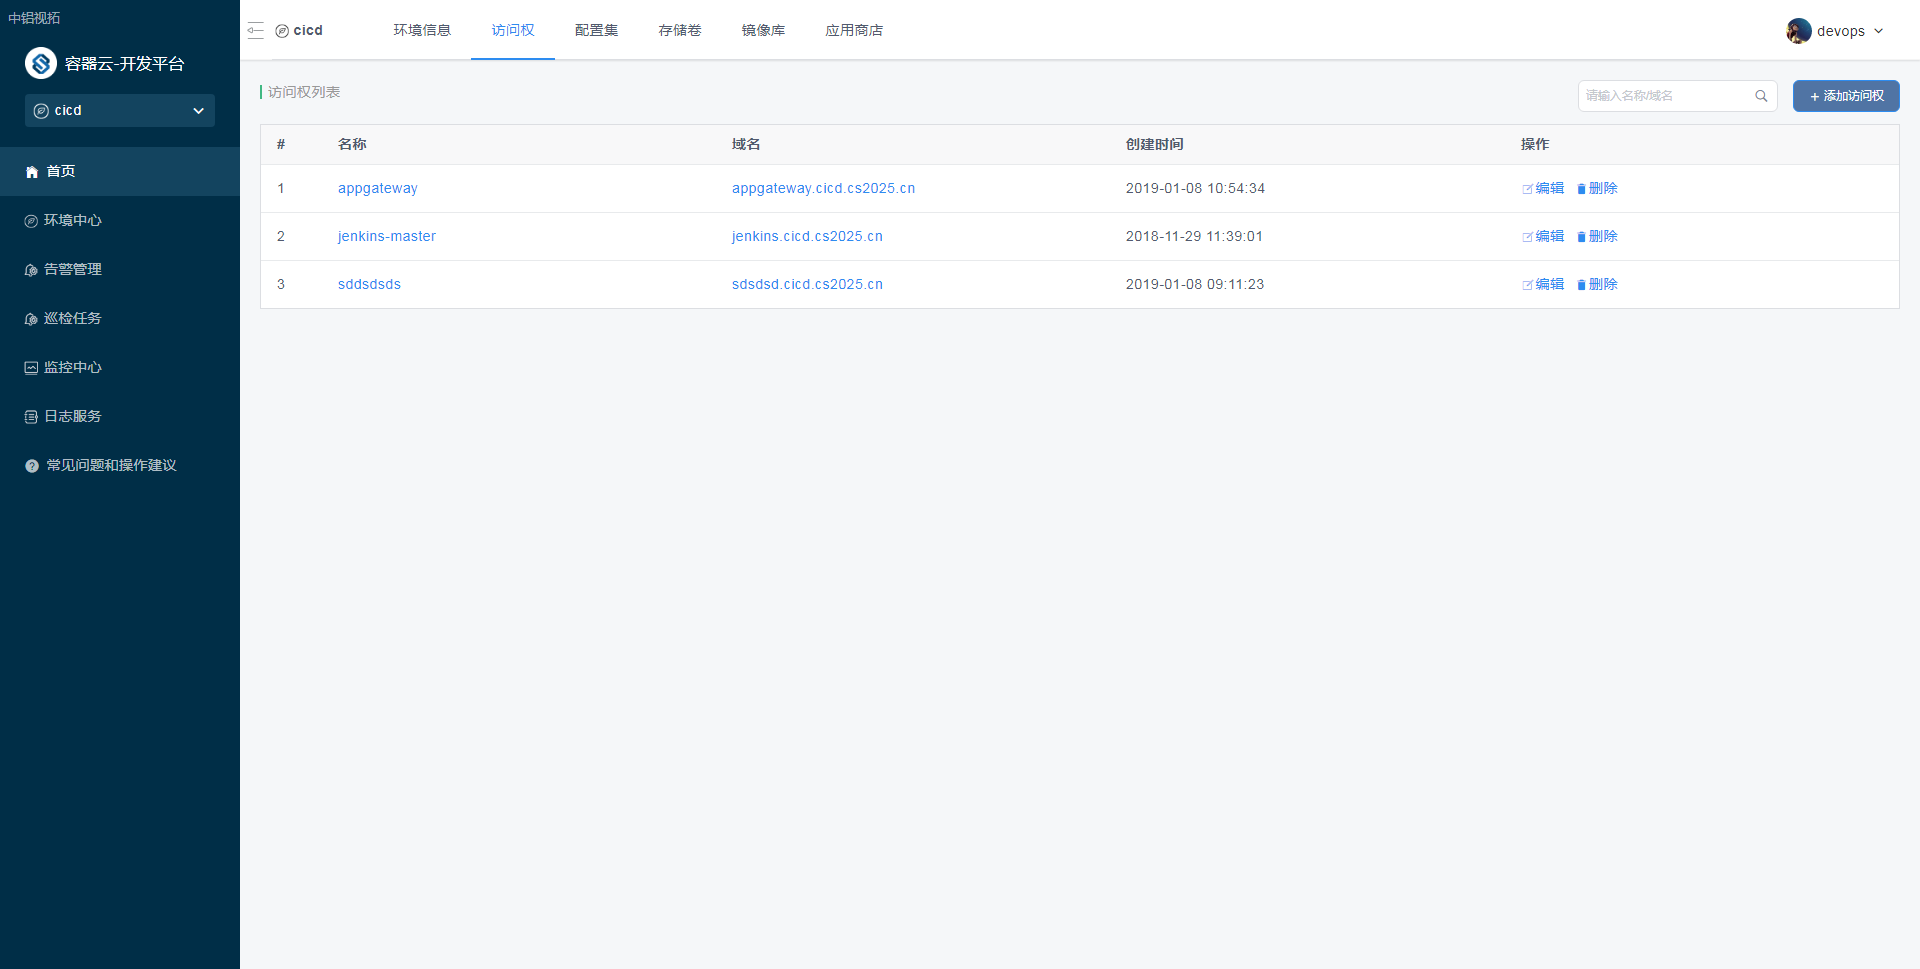 中铝视拓
容器云-开发平台
cicd
首页
环境中心
告警管理
巡检任务
监控中心
日志服务
常见问题和操作建议
cicd 环境信息 访问权 配置集 存储卷 镜像库 应用商店 devops
访问权列表 请输入名称/域名 + 添加访问权
# 名称 域名 创建时间 操作
1 appgateway appgateway.cicd.cs2025.cn 2019-01-08 10:54:34 编辑 删除
2 jenkins-master jenkins.cicd.cs2025.cn 2018-11-29 11:39:01 编辑 删除
3 sddsdsds sdsdsd.cicd.cs2025.cn 2019-01-08 09:11:23 编辑 删除